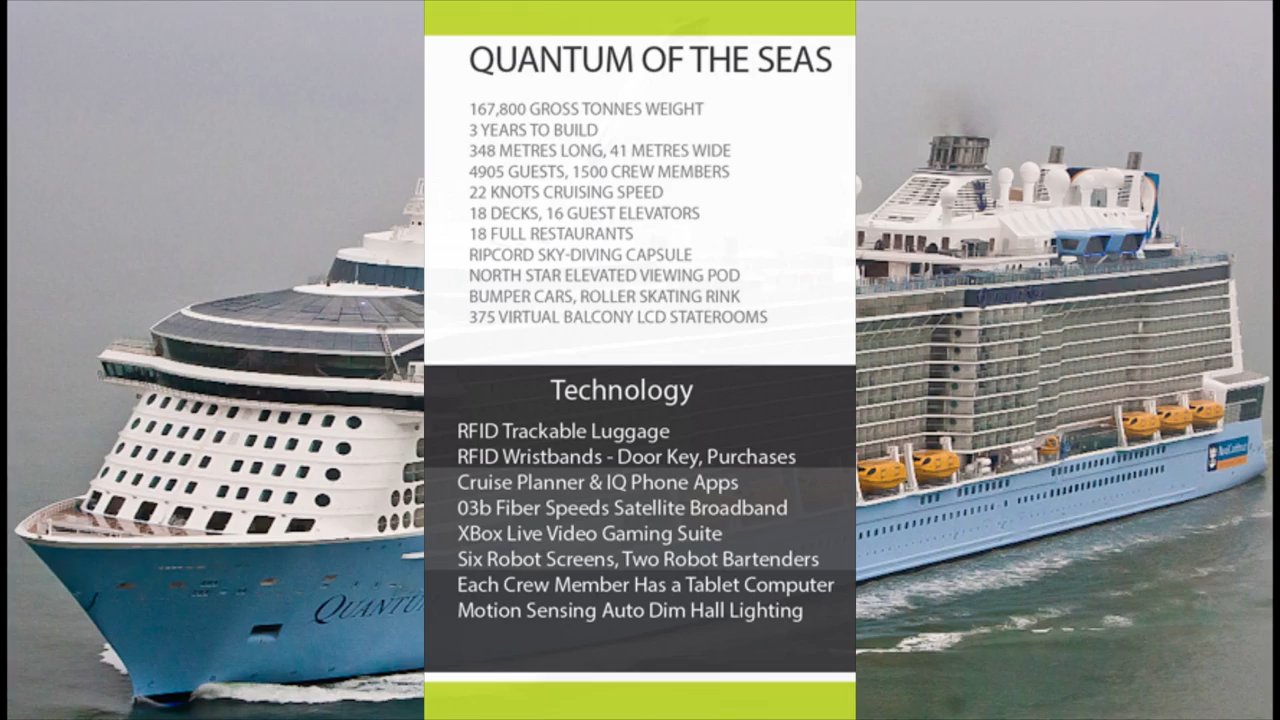 QUANTUM OF THE SEAS
167,800 GROSS TONNES WEIGHT
3 YEARS TO BUILD
348 METRES LONG, 41 METRES WIDE
4905 GUESTS, 1500 CREW MEMBERS
22 KNOTS CRUISING SPEED
18 DECKS, 16 GUEST ELEVATORS
18 FULL RESTAURANTS
RIPCORD SKY-DIVING CAPSULE
NORTH STAR ELEVATED VIEWING POD
BUMPER CARS, ROLLER SKATING RINK
375 VIRTUAL BALCONY LCD STATEROOMS
Technology
RFID Trackable Luggage
RFID Wristbands - Door Key, Purchases
Cruise Planner & IQ Phone Apps
03b Fiber Speeds Satellite Broadband
XBox Live Video Gaming Suite
Six Robot Screens, Two Robot Bartenders
Each Crew Member Has a Tablet Computer
Motion Sensing Auto Dim Hall Lighting
QUANTU